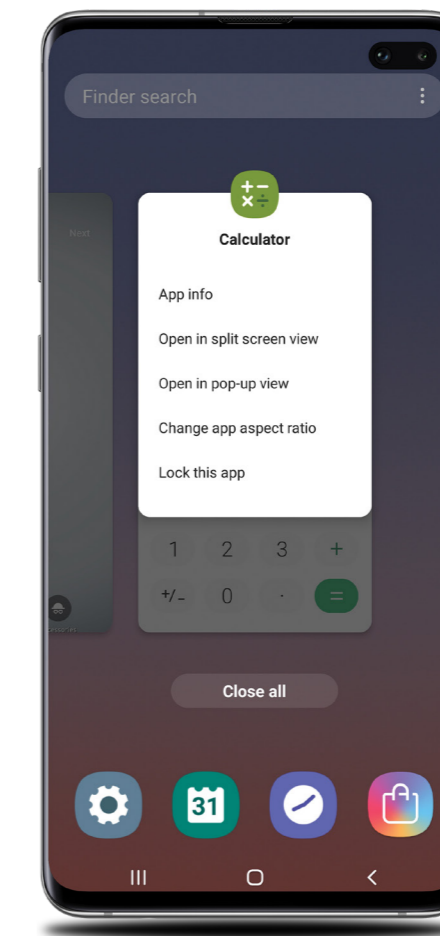 Finder search
Next
Calculator
App info
Open in split screen view
Open in pop-up view
Change app aspect ratio
Lock this app
1 2 3 +
+/- 0 · =
Close all
31